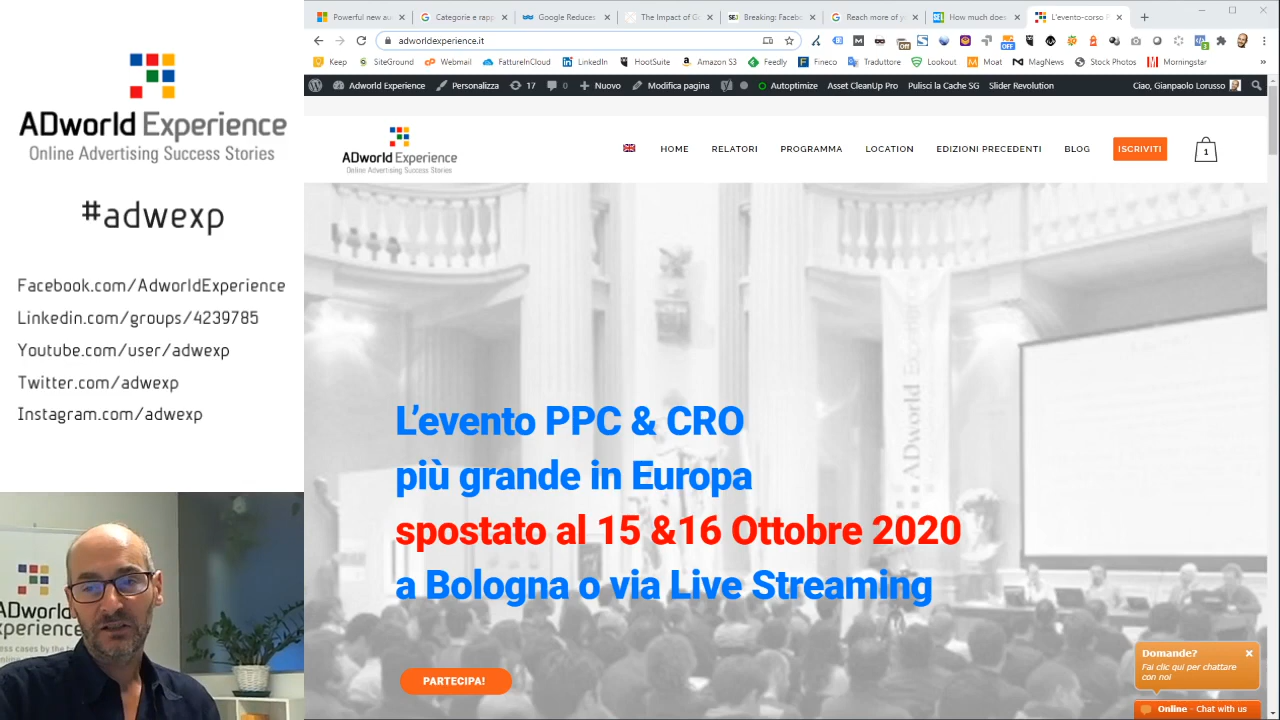 ADworld Experience
Online Advertising Success Stories
#adwexp
Facebook.com/AdworldExperience
Linkedin.com/groups/4239785
Youtube.com/user/adwexp
Twitter.com/adwexp
Instagram.com/adwexp
ADworld
xperience
Powerful new au
Categorie e rapp
Google Reduces
The Impact of G
Breaking: Facebo
Reach more of y
How much does
L'evento-corso P
adworldexperience.it
Keep
SiteGround
Webmail
FattureInCloud
LinkedIn
HootSuite
Amazon S3
Feedly
Fineco
Traduttore
Lookout
Moat
MagNews
Stock Photos
Morningstar
Adworld Experience
Personalizza
17
0
Nuovo
Modifica pagina
Autoptimize
Asset CleanUp Pro
Pulisci la Cache SG
Slider Revolution
Ciao, Gianpaolo Lorusso
ADworld Experience
Online Advertising Success Stories
HOME
RELATORI
PROGRAMMA
LOCATION
EDIZIONI PRECEDENTI
BLOG
ISCRIVITI
1
L'evento PPC & CRO
più grande in Europa
spostato al 15 &16 Ottobre 2020
a Bologna o via Live Streaming
PARTECIPA!
Domande?
Fai clic qui per chattare
con noi
Online - Chat with us